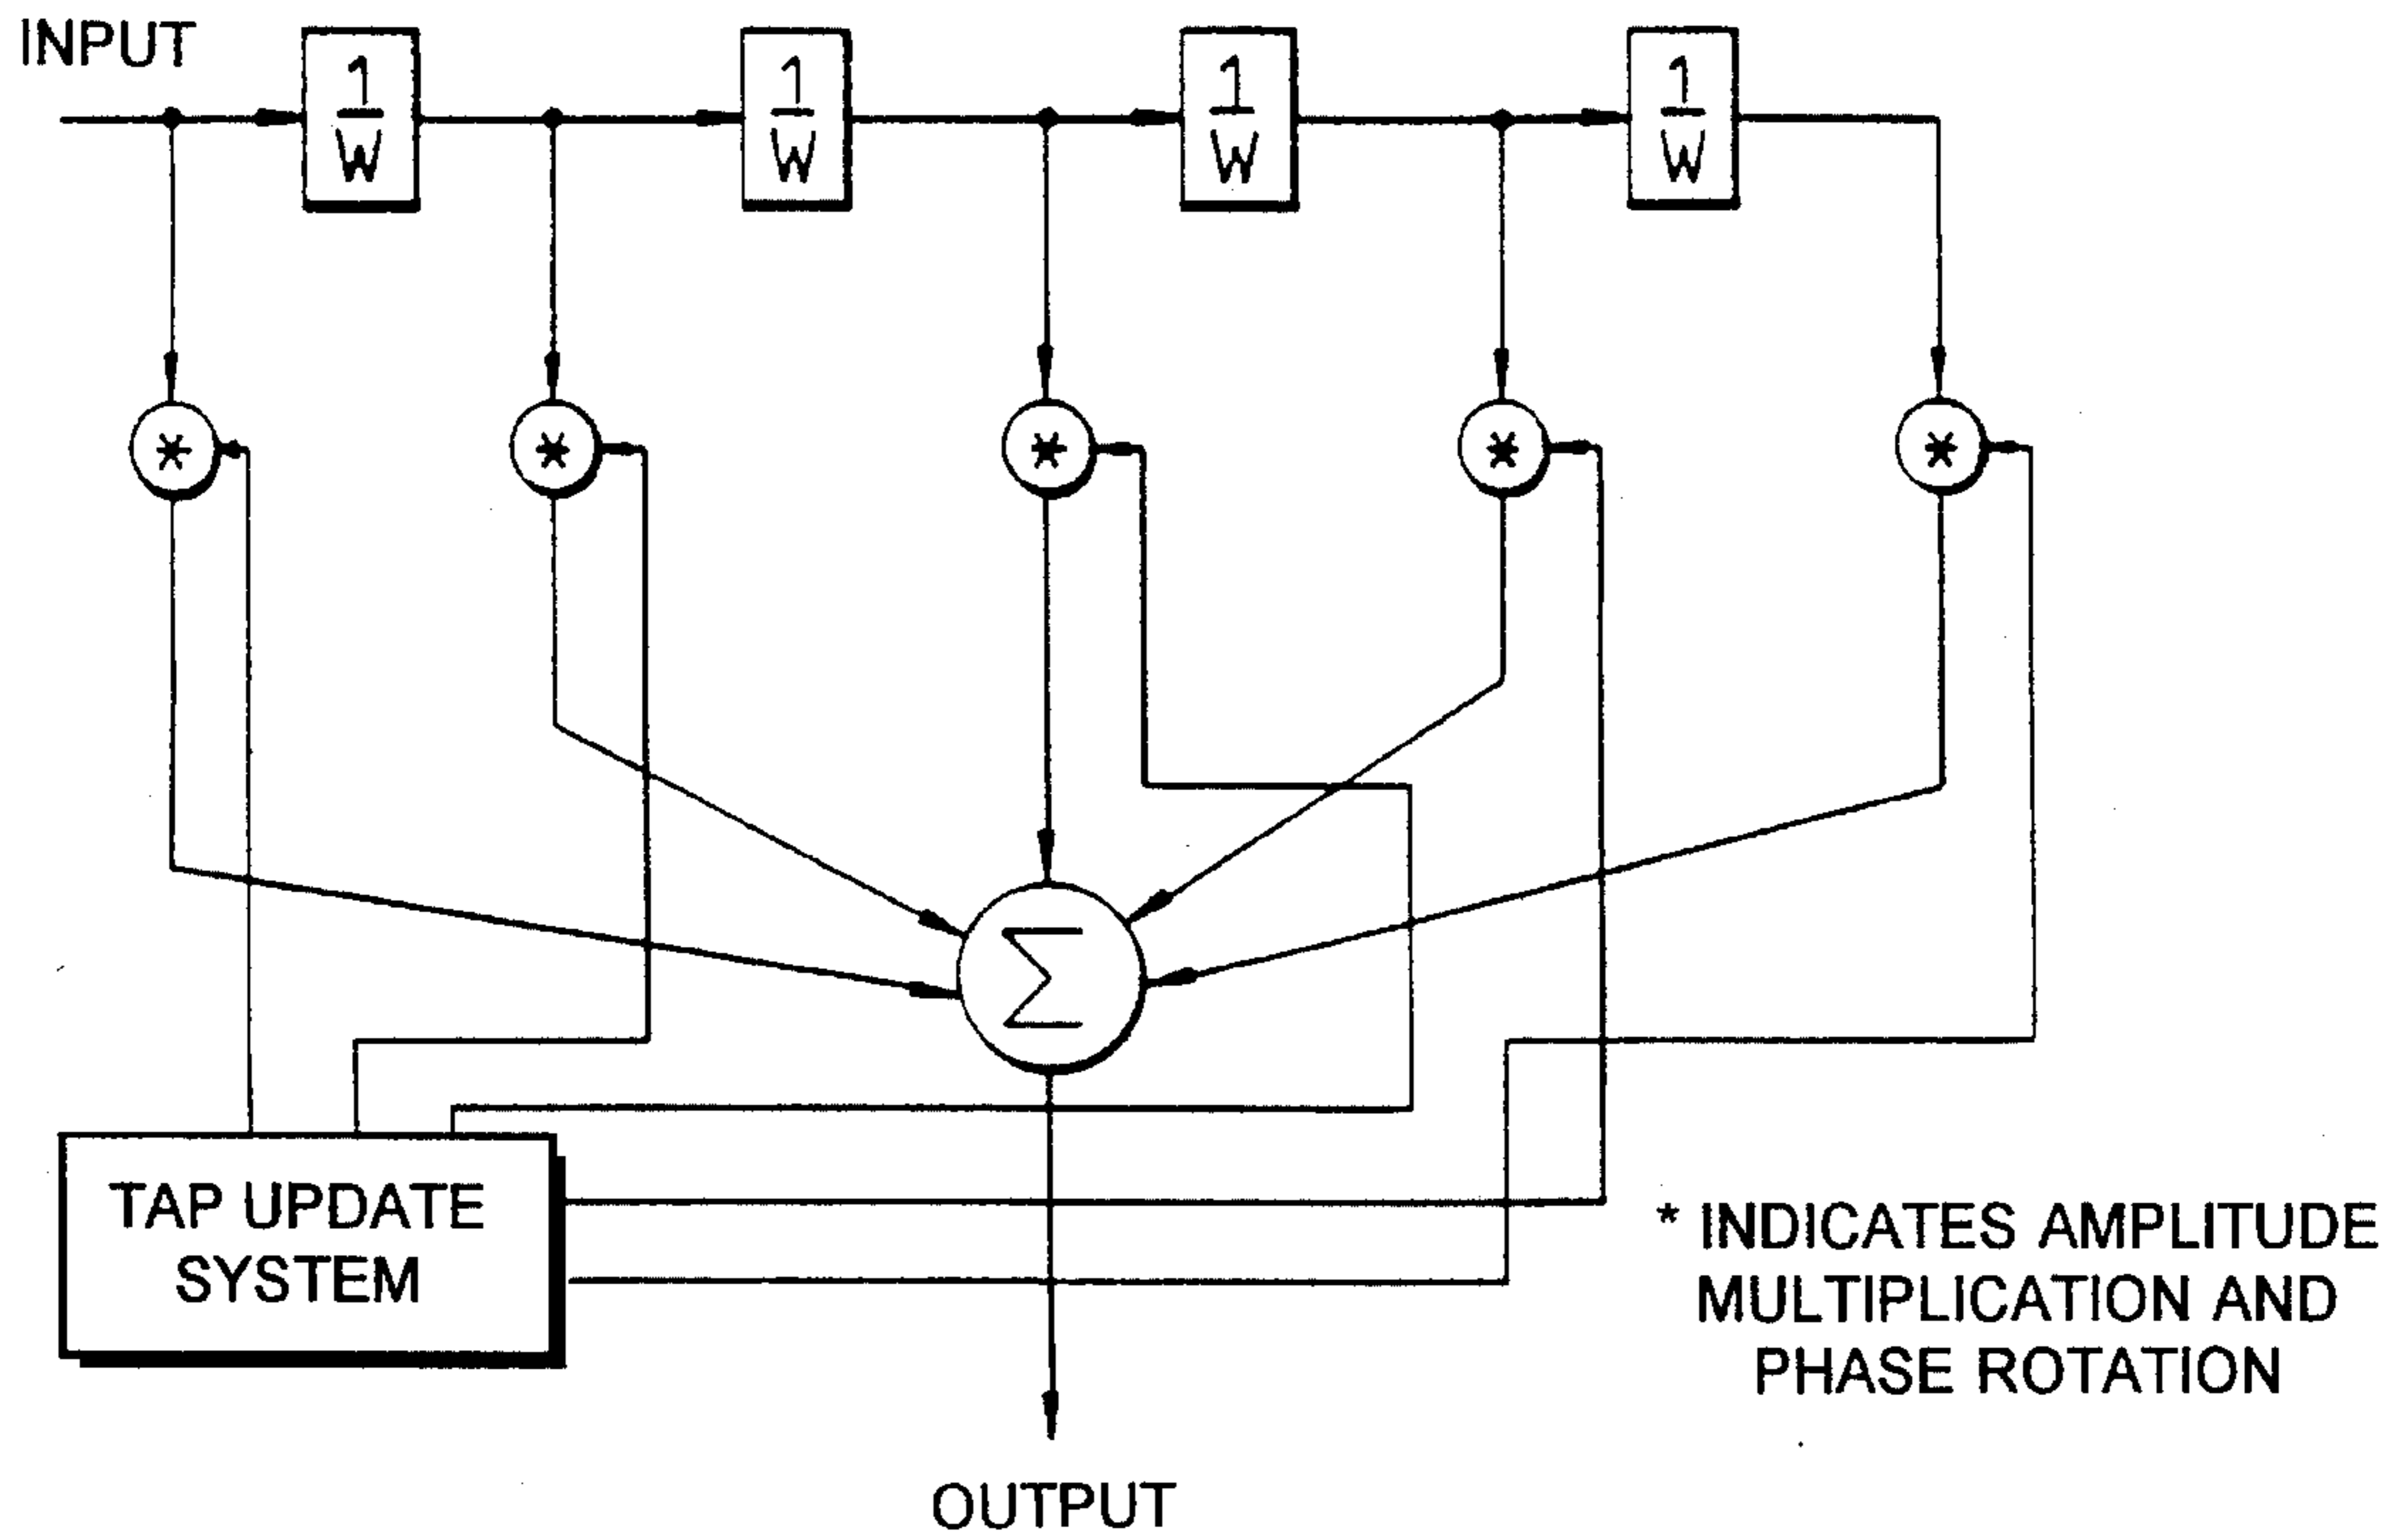 INPUT
1
W
1
W
1
W
1
W
*
*
*
*
*
Σ
TAP UPDATE
SYSTEM
* INDICATES AMPLITUDE
MULTIPLICATION AND
PHASE ROTATION
OUTPUT